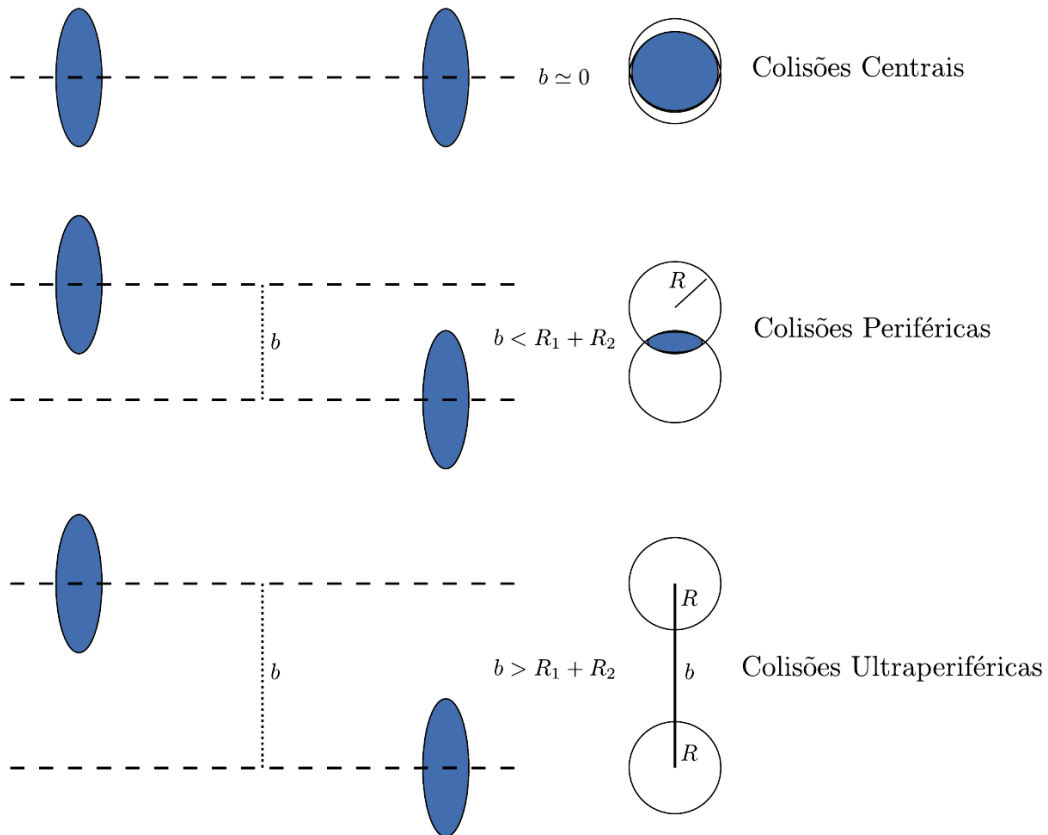 b ≃ 0
Colisões Centrais
b
b < R₁ + R₂
R
Colisões Periféricas
b
b > R₁ + R₂
R
b
R
Colisões Ultraperiféricas